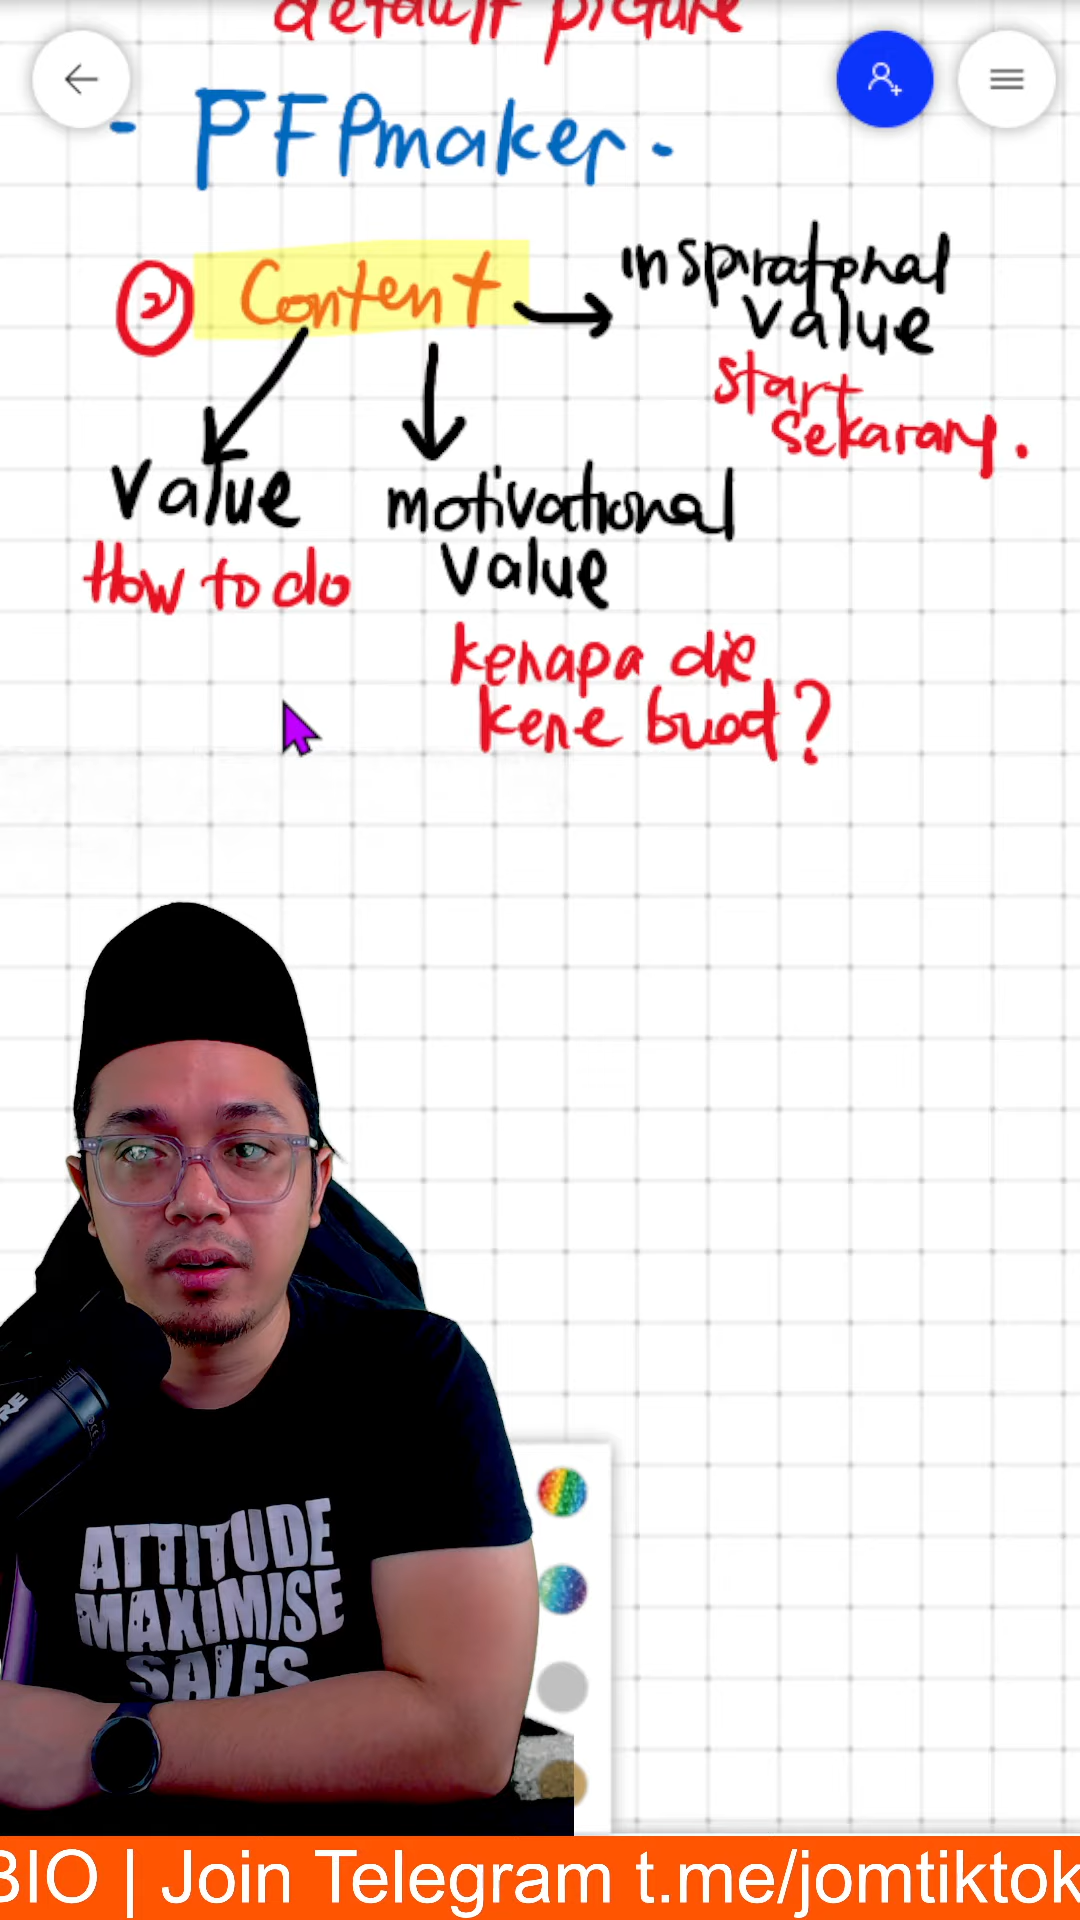 default picture
- PFPmaker.
2 Content
inspirational
value
start
sekarang.
Value
How to do
motivational
value
kenapa die
kene buat?
RE
ATTITUDE
MAXIMISE
SALES
BIO | Join Telegram t.me/jomtiktok